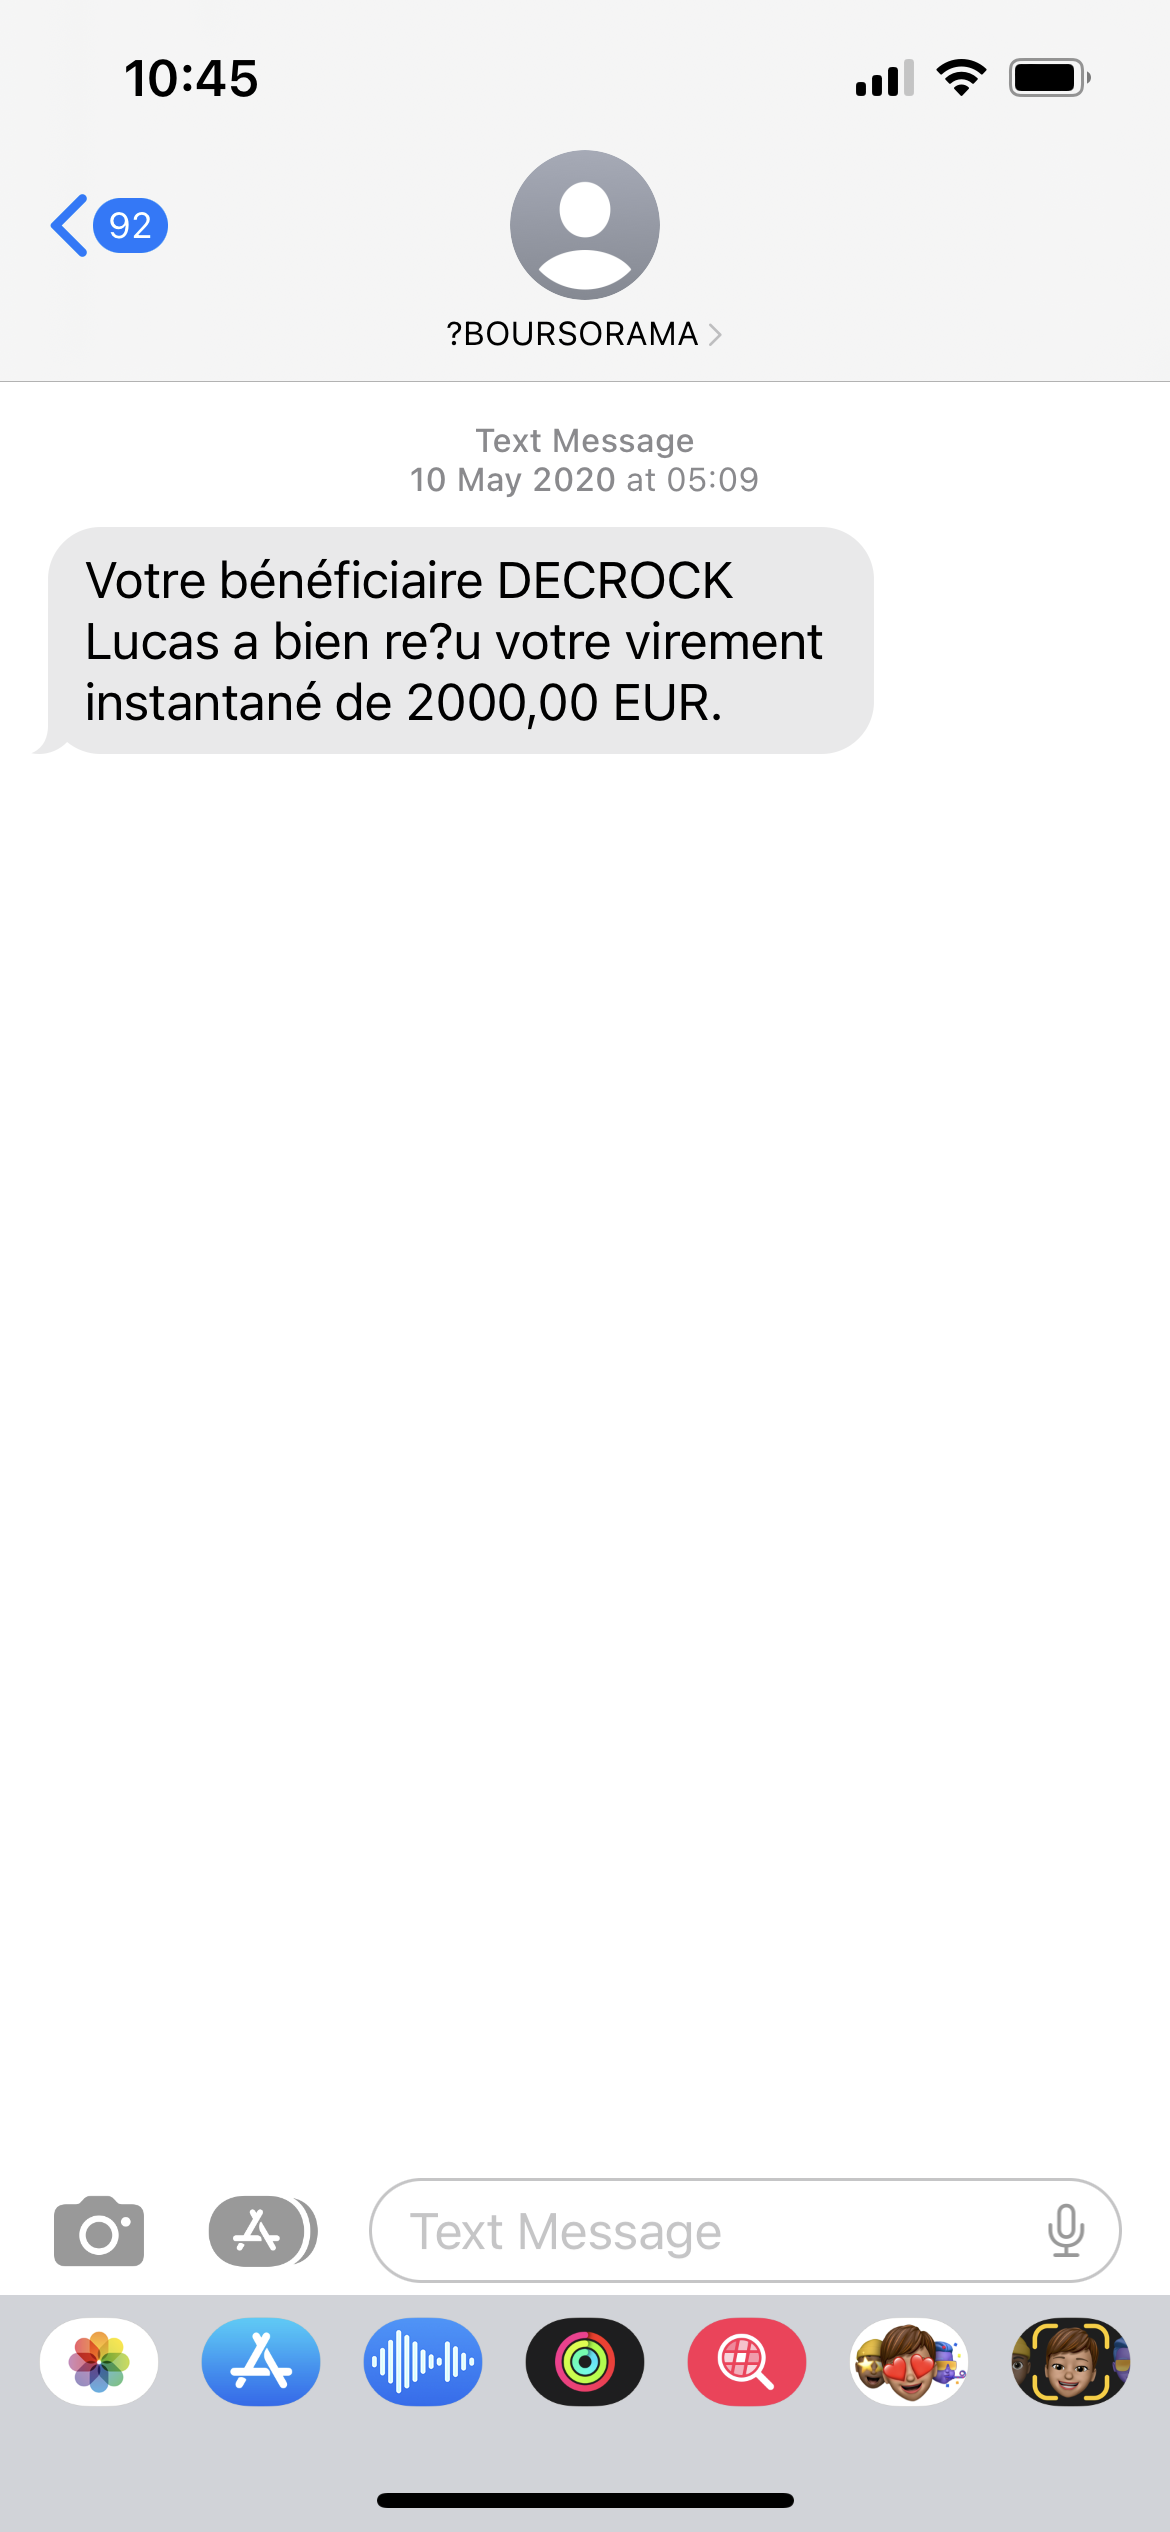 10:45
92
?BOURSORAMA
Text Message
10 May 2020 at 05:09
Votre bénéficiaire DECROCK
Lucas a bien re?u votre virement
instantané de 2000,00 EUR.
Text Message